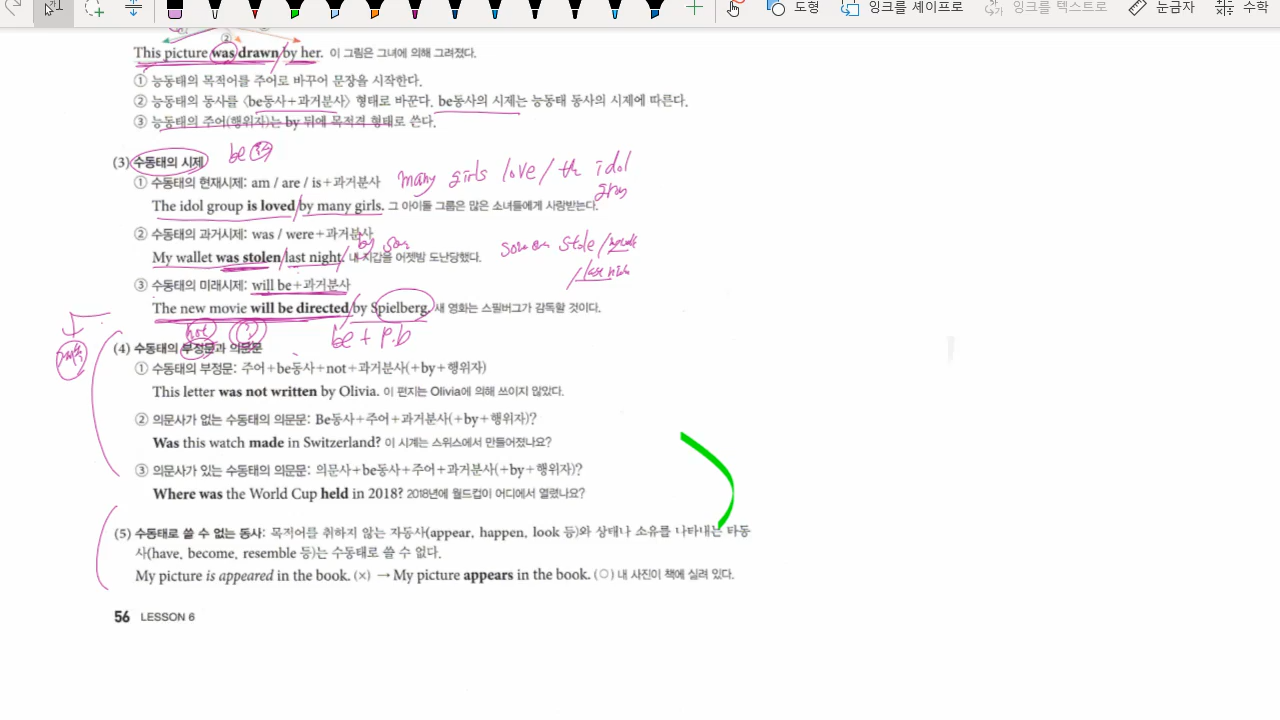 도형
잉크를 셰이프로
잉크를 텍스트로
눈금자
수학
②
This picture was drawn/by her. 이 그림은 그녀에 의해 그려졌다.
① 능동태의 목적어를 주어로 바꾸어 문장을 시작한다.
② 능동태의 동사를 〈be동사+과거분사〉 형태로 바꾼다. be동사의 시제는 능동태 동사의 시제에 따른다.
③ 능동태의 주어(행위자)는 by 뒤에 목적격 형태로 쓴다.
be
(3) 수동태의 시제
many girls love / the idol
① 수동태의 현재시제: am / are / is+과거분사
The idol group is loved/by many girls. 그 아이돌 그룹은 많은 소녀들에게 사랑받는다.
② 수동태의 과거시제: was / were+과거분사
stole /
My wallet was stolen/last night/ 내 지갑을 어젯밤 도난당했다.
③ 수동태의 미래시제: will be+과거분사
The new movie will be directed/by Spielberg. 새 영화는 스필버그가 감독할 것이다.
not
be + p.b
(4) 수동태의 부정문과 의문문
① 수동태의 부정문: 주어+be동사+not+과거분사(+by+행위자)
This letter was not written by Olivia. 이 편지는 Olivia에 의해 쓰이지 않았다.
② 의문사가 없는 수동태의 의문문: Be동사+주어+과거분사(+by+행위자)?
Was this watch made in Switzerland? 이 시계는 스위스에서 만들어졌나요?
③ 의문사가 있는 수동태의 의문문: 의문사+be동사+주어+과거분사(+by+행위자)?
Where was the World Cup held in 2018? 2018년에 월드컵이 어디에서 열렸나요?
(5) 수동태로 쓸 수 없는 동사: 목적어를 취하지 않는 자동사(appear, happen, look 등)와 상태나 소유를 나타내는 타동
사(have, become, resemble 등)는 수동태로 쓸 수 없다.
My picture is appeared in the book. (×) → My picture appears in the book. (○) 내 사진이 책에 실려 있다.
56 LESSON 6